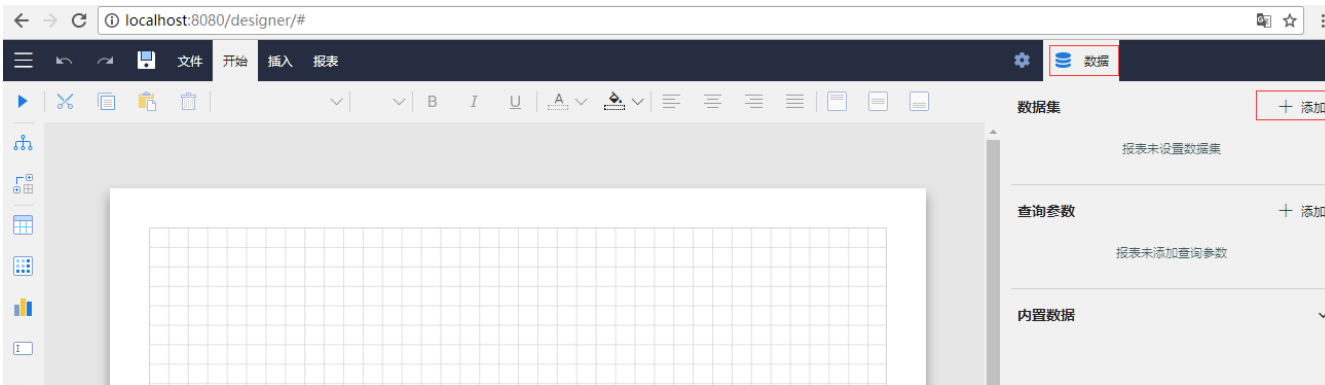 localhost:8080/designer/#
文件 开始 插入 报表 数据
B I U A
数据集 + 添加
报表未设置数据集
查询参数 + 添加
报表未添加查询参数
内置数据